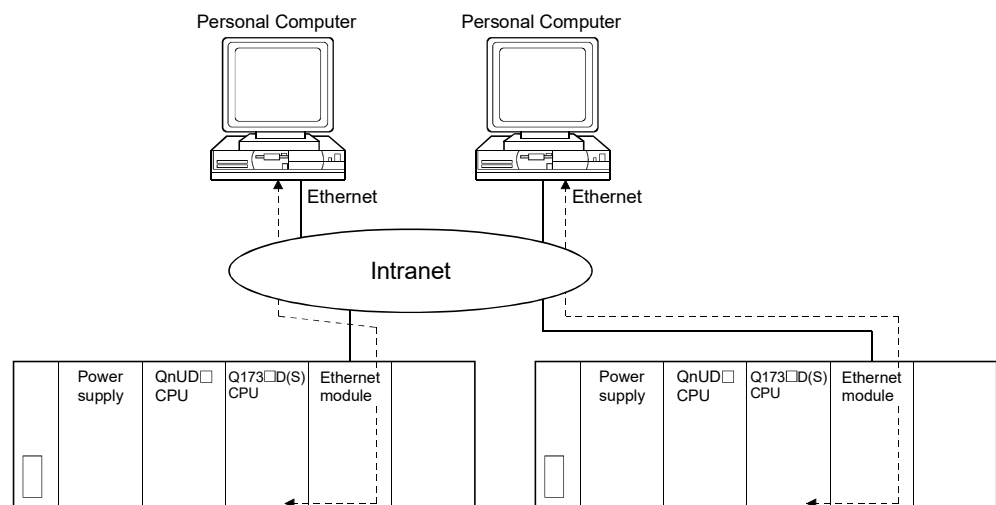 Personal Computer
Personal Computer
Ethernet
Ethernet
Intranet
Power
supply
QnUD□
CPU
Q173□D(S)
CPU
Ethernet
module
Power
supply
QnUD□
CPU
Q173□D(S)
CPU
Ethernet
module